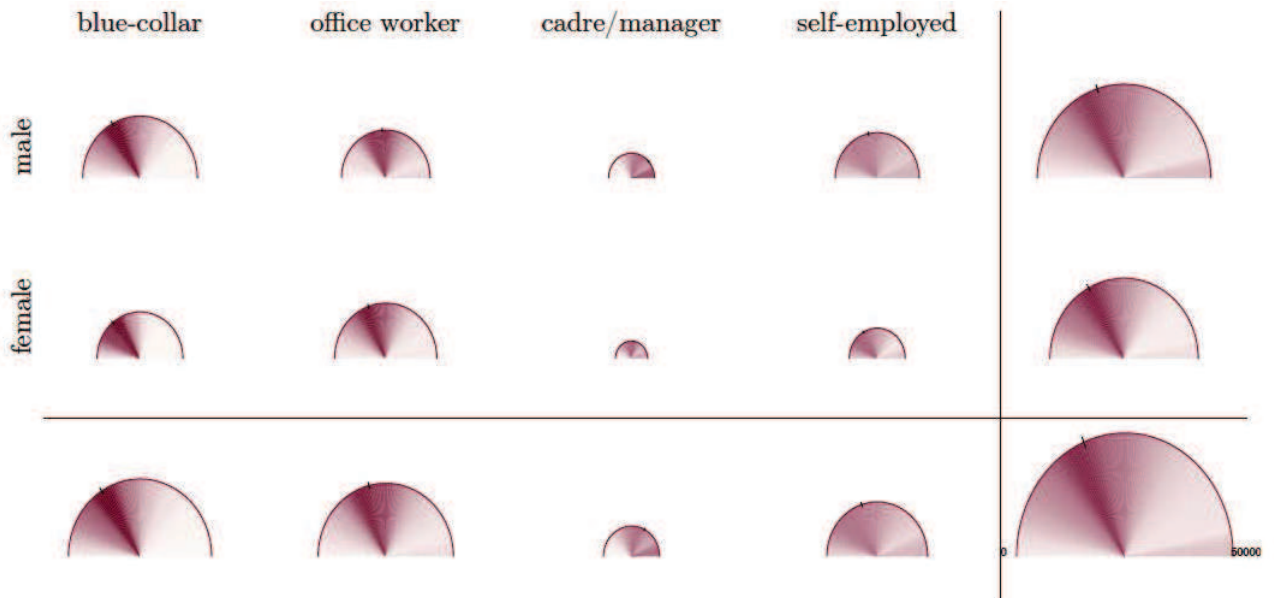 blue-collar office worker cadre/manager self-employed
male
female
0 50000